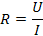 R = U/I